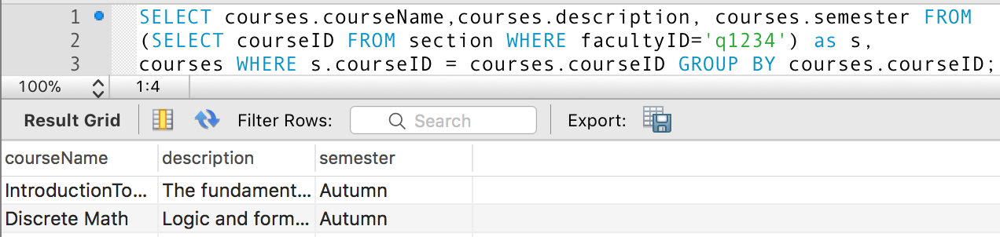 1 SELECT courses.courseName,courses.description, courses.semester FROM
2 (SELECT courseID FROM section WHERE facultyID='q1234') as s,
3 courses WHERE s.courseID = courses.courseID GROUP BY courses.courseID;
100% 1:4
Result Grid Filter Rows: Search Export:
courseName description semester
IntroductionTo... The fundament... Autumn
Discrete Math Logic and form... Autumn